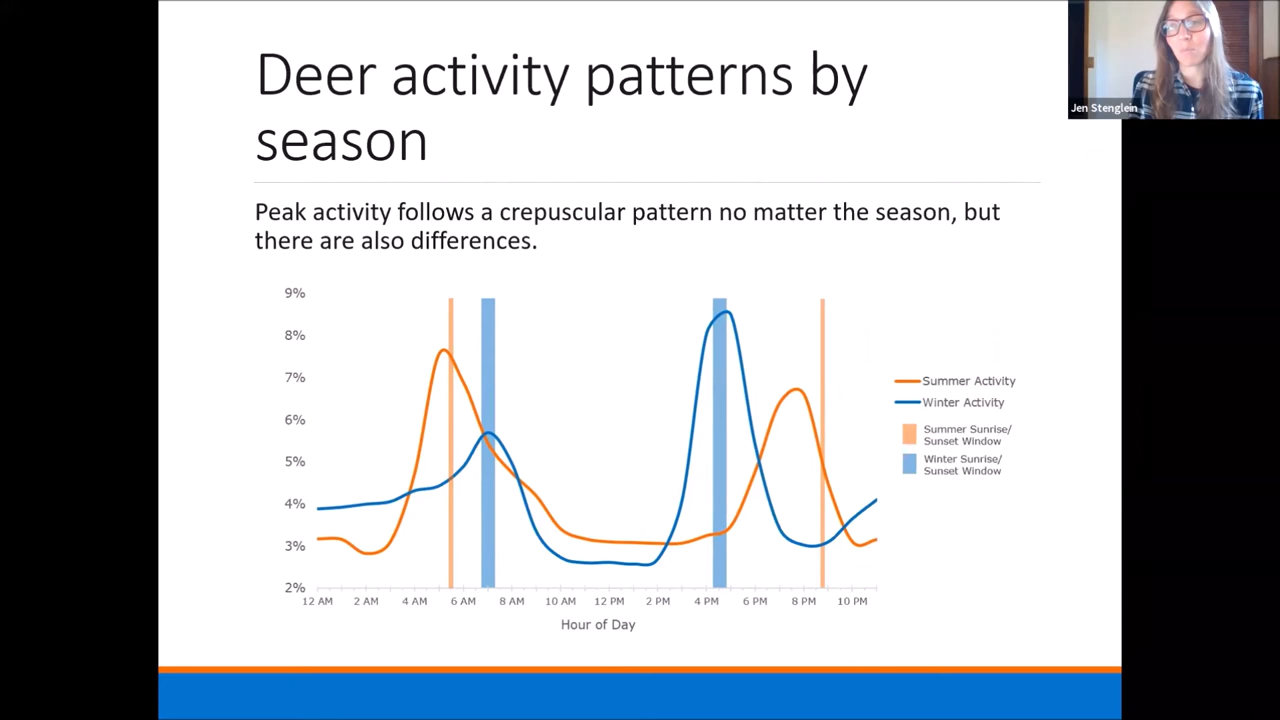 Deer activity patterns by
season
Jen Stenglein
Peak activity follows a crepuscular pattern no matter the season, but
there are also differences.
9%
8%
7%
6%
5%
4%
3%
2%
12 AM 2 AM 4 AM 6 AM 8 AM 10 AM 12 PM 2 PM 4 PM 6 PM 8 PM 10 PM
Hour of Day
Summer Activity
Winter Activity
Summer Sunrise/
Sunset Window
Winter Sunrise/
Sunset Window